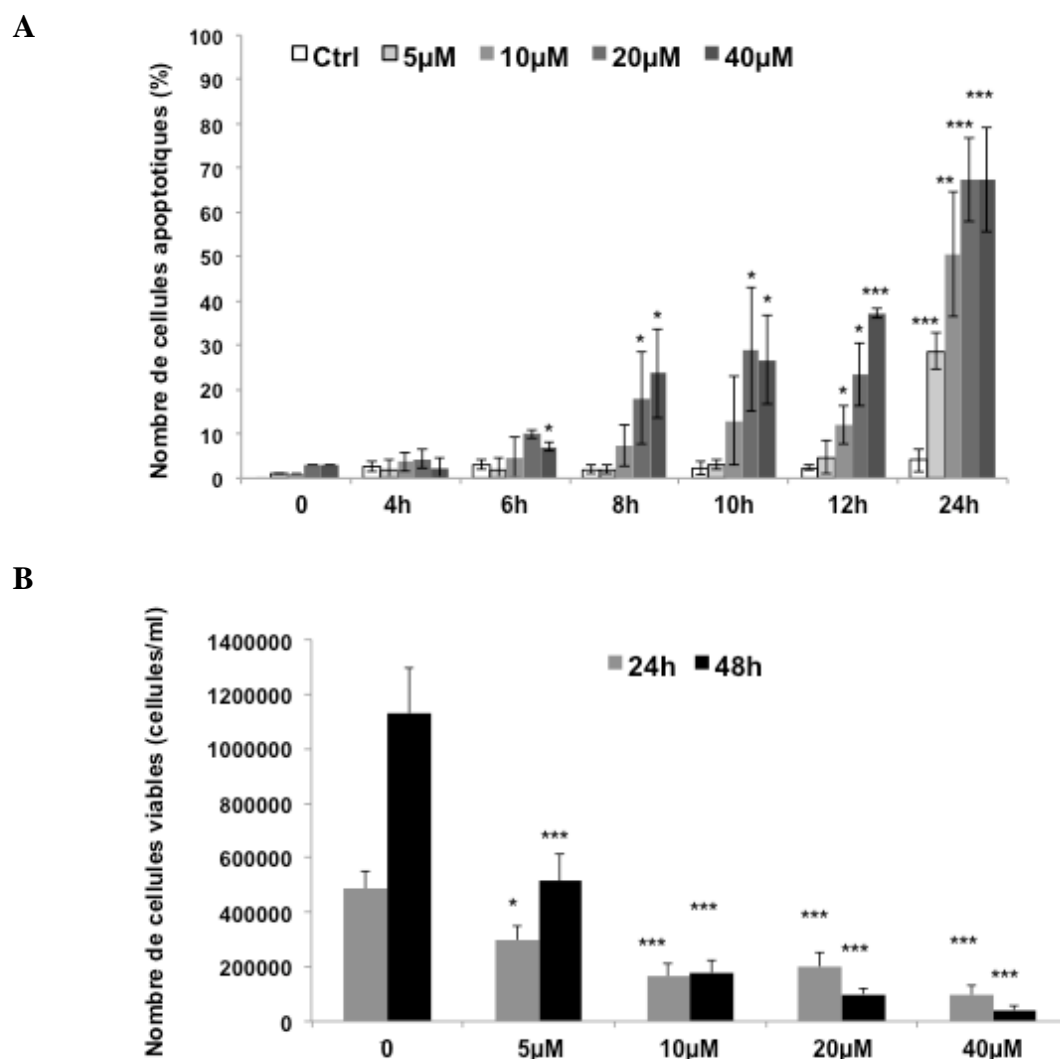 A
Nombre de cellules apoptotiques (%)
100
90
80
70
60
50
40
30
20
10
0
Ctrl 5µM 10µM 20µM 40µM
* * * * * * * *** *** ** *** ***
0 4h 6h 8h 10h 12h 24h
B
Nombre de cellules viables (cellules/ml)
1400000
1200000
1000000
800000
600000
400000
200000
0
24h 48h
* *** *** *** *** *** *** ***
0 5µM 10µM 20µM 40µM